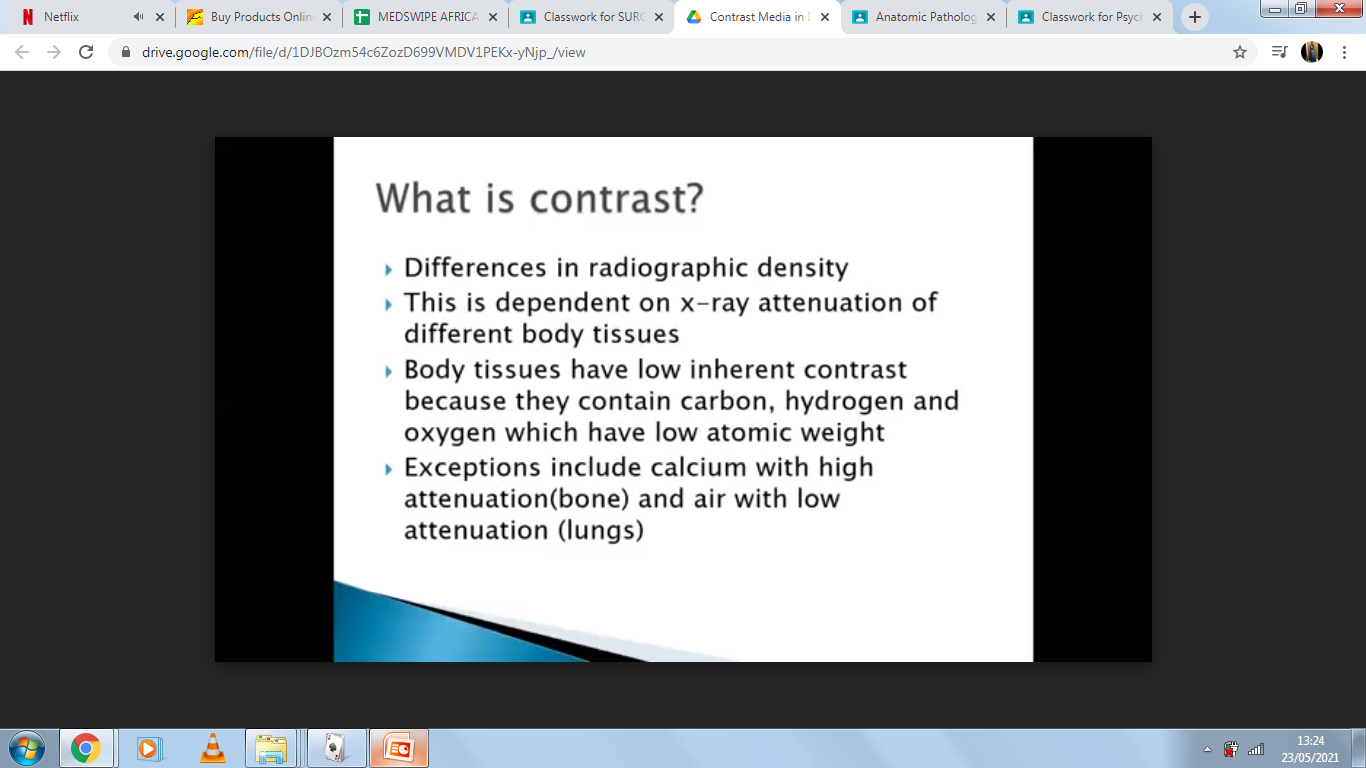 Netflix
Buy Products Onlin
MEDSWIPE AFRICA
Classwork for SURG
Contrast Media in
Anatomic Patholog
Classwork for Psych
drive.google.com/file/d/1DJBOzm54c6ZozD699VMDV1PEKx-yNjp_/view
What is contrast?
Differences in radiographic density
This is dependent on x-ray attenuation of
different body tissues
Body tissues have low inherent contrast
because they contain carbon, hydrogen and
oxygen which have low atomic weight
Exceptions include calcium with high
attenuation(bone) and air with low
attenuation (lungs)
13:24
23/05/2021